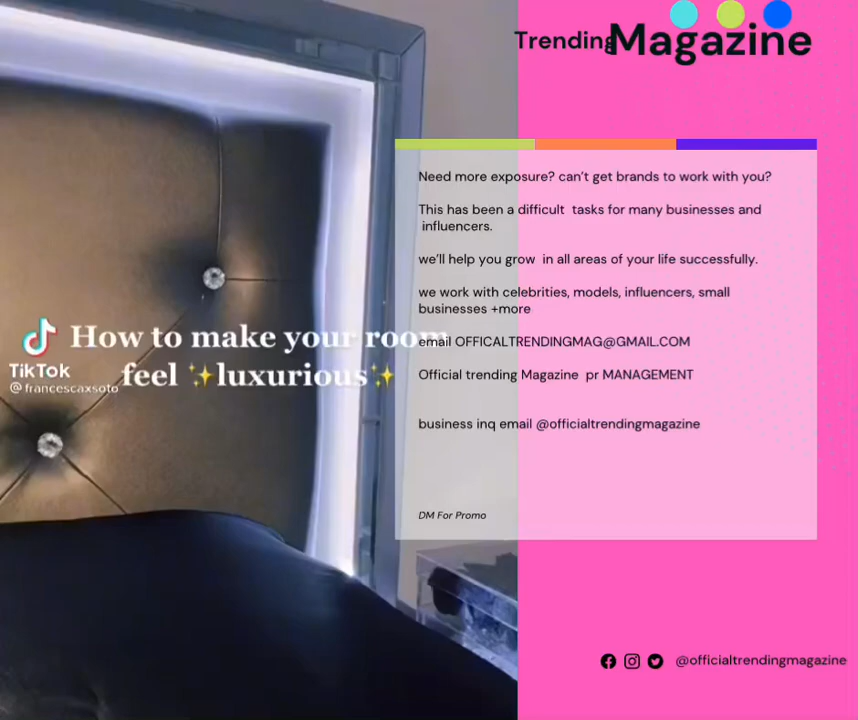 Trending Magazine
Need more exposure? can't get brands to work with you?
This has been a difficult tasks for many businesses and
influencers.
we'll help you grow in all areas of your life successfully.
we work with celebrities, models, influencers, small
businesses +more
email OFFICALTRENDINGMAG@GMAIL.COM
Official trending Magazine pr MANAGEMENT
business inq email @officialtrendingmagazine
DM For Promo
How to make your room
feel ✨luxurious✨
TikTok
@francescaxsoto
@officialtrendingmagazine